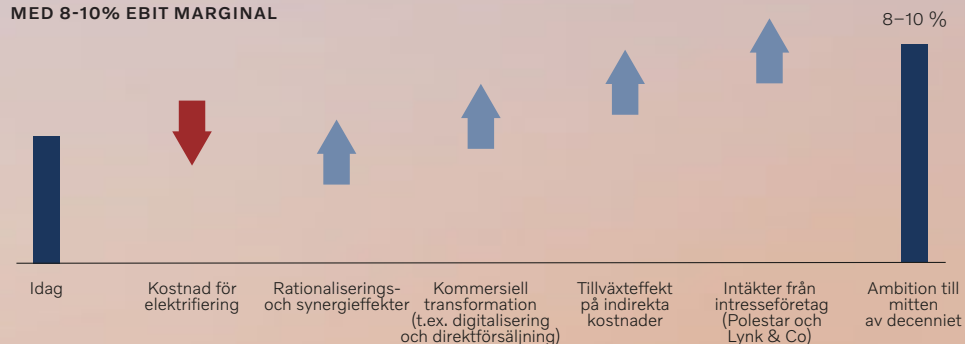 MED 8-10% EBIT MARGINAL
8–10 %
Idag
Kostnad för
elektrifiering
Rationaliserings-
och synergieffekter
Kommersiell
transformation
(t.ex. digitalisering
och direktförsäljning)
Tillväxteffekt
på indirekta
kostnader
Intäkter från
intresseföretag
(Polestar och
Lynk & Co)
Ambition till
mitten
av decenniet